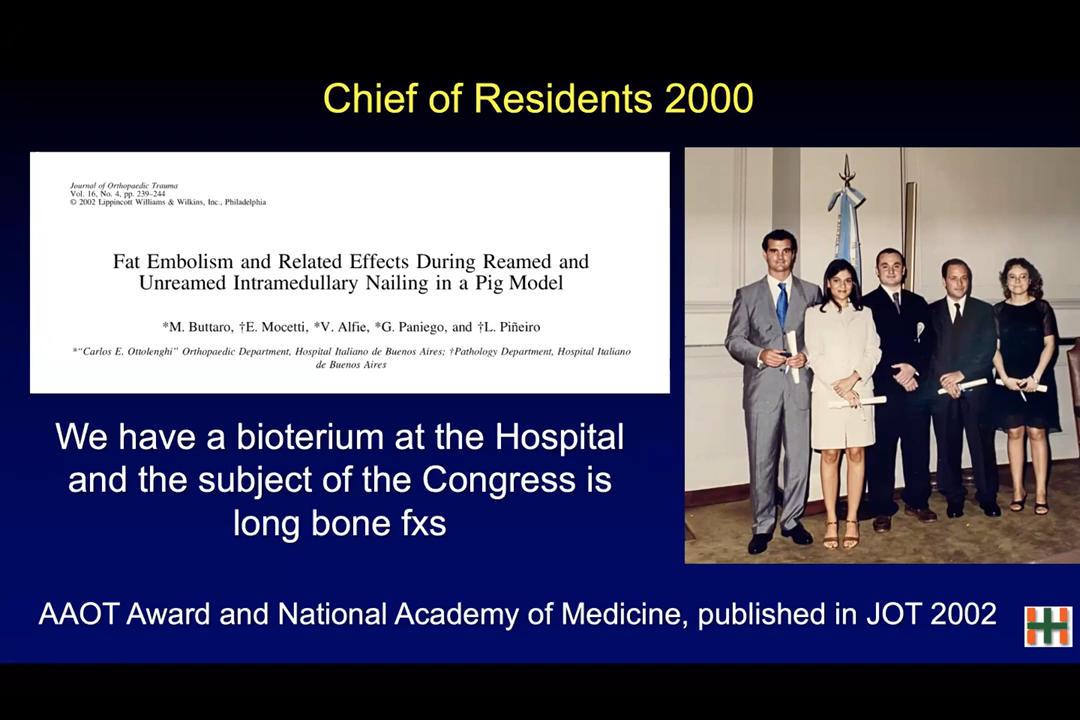 Chief of Residents 2000
Journal of Orthopaedic Trauma
Vol. 16, No. 4, pp. 239–244
© 2002 Lippincott Williams & Wilkins, Inc., Philadelphia
Fat Embolism and Related Effects During Reamed and
Unreamed Intramedullary Nailing in a Pig Model
*M. Buttaro, †E. Mocetti, *V. Alfie, *G. Paniego, and †L. Piñeiro
*“Carlos E. Ottolenghi” Orthopaedic Department, Hospital Italiano de Buenos Aires; †Pathology Department, Hospital Italiano
de Buenos Aires
We have a bioterium at the Hospital
and the subject of the Congress is
long bone fxs
AAOT Award and National Academy of Medicine, published in JOT 2002